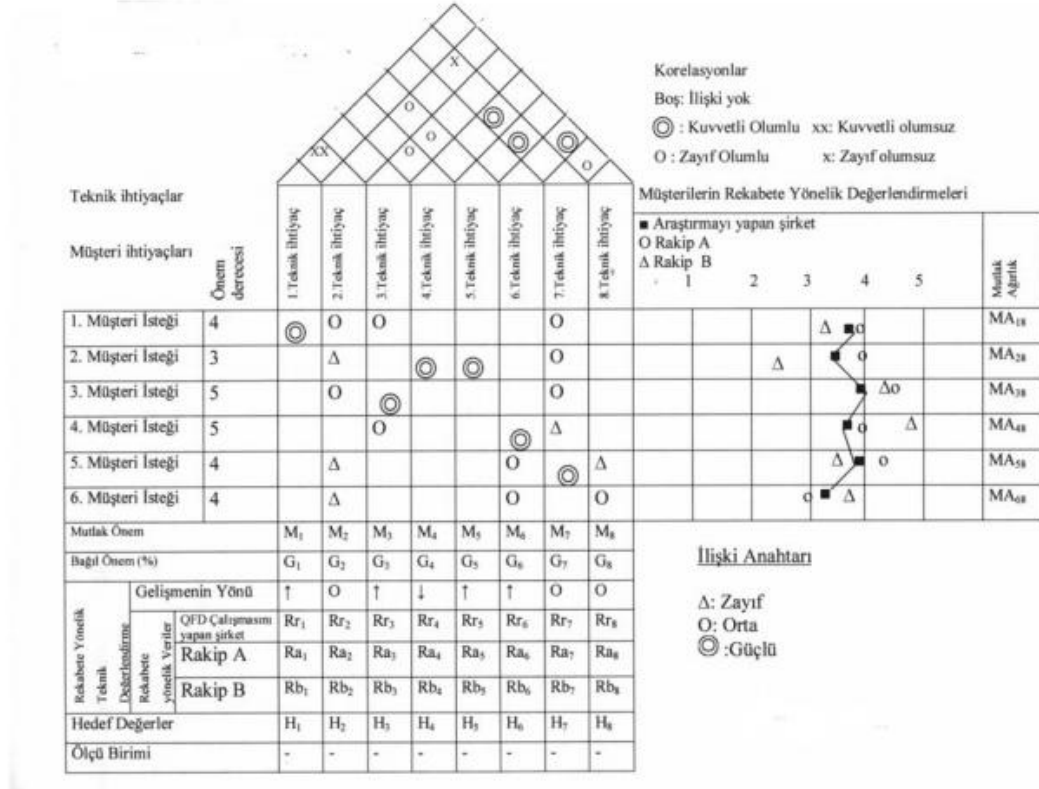 x
O
O
O
xx
O
O
Korelasyonlar
Boş: İlişki yok
◎ : Kuvvetli Olumlu xx: Kuvvetli olumsuz
O : Zayıf Olumlu x: Zayıf olumsuz
Teknik ihtiyaçlar
Müşteri ihtiyaçları
Önem derecesi
1.Teknik ihtiyaç
2.Teknik ihtiyaç
3.Teknik ihtiyaç
4.Teknik ihtiyaç
5.Teknik ihtiyaç
6.Teknik ihtiyaç
7.Teknik ihtiyaç
8.Teknik ihtiyaç
Müşterilerin Rekabete Yönelik Değerlendirmeleri
■ Araştırmayı yapan şirket
O Rakip A
Δ Rakip B
1 2 3 4 5
Mutlak Ağırlık
1. Müşteri İsteği 4 ◎ O O O Δ ■ o MA₁₈
2. Müşteri İsteği 3 Δ ◎ ◎ O Δ ■ o MA₂₈
3. Müşteri İsteği 5 O ◎ O ■ Δ o MA₃₈
4. Müşteri İsteği 5 O ◎ Δ ■ o Δ MA₄₈
5. Müşteri İsteği 4 Δ O ◎ Δ Δ ■ o MA₅₈
6. Müşteri İsteği 4 Δ O O o ■ Δ MA₆₈
Mutlak Önem M₁ M₂ M₃ M₄ M₅ M₆ M₇ M₈
Bağıl Önem (%) G₁ G₂ G₃ G₄ G₅ G₆ G₇ G₈
Rekabete Yönelik Teknik Değerlendirme
Gelişmenin Yönü ↑ O ↑ ↓ ↑ ↑ O O
Rekabete yönelik Veriler
QFD Çalışmasını yapan şirket Rr₁ Rr₂ Rr₃ Rr₄ Rr₅ Rr₆ Rr₇ Rr₈
Rakip A Ra₁ Ra₂ Ra₃ Ra₄ Ra₅ Ra₆ Ra₇ Ra₈
Rakip B Rb₁ Rb₂ Rb₃ Rb₄ Rb₅ Rb₆ Rb₇ Rb₈
Hedef Değerler H₁ H₂ H₃ H₄ H₅ H₆ H₇ H₈
Ölçü Birimi - - - - - - - -
İlişki Anahtarı
Δ: Zayıf
O: Orta
◎ :Güçlü